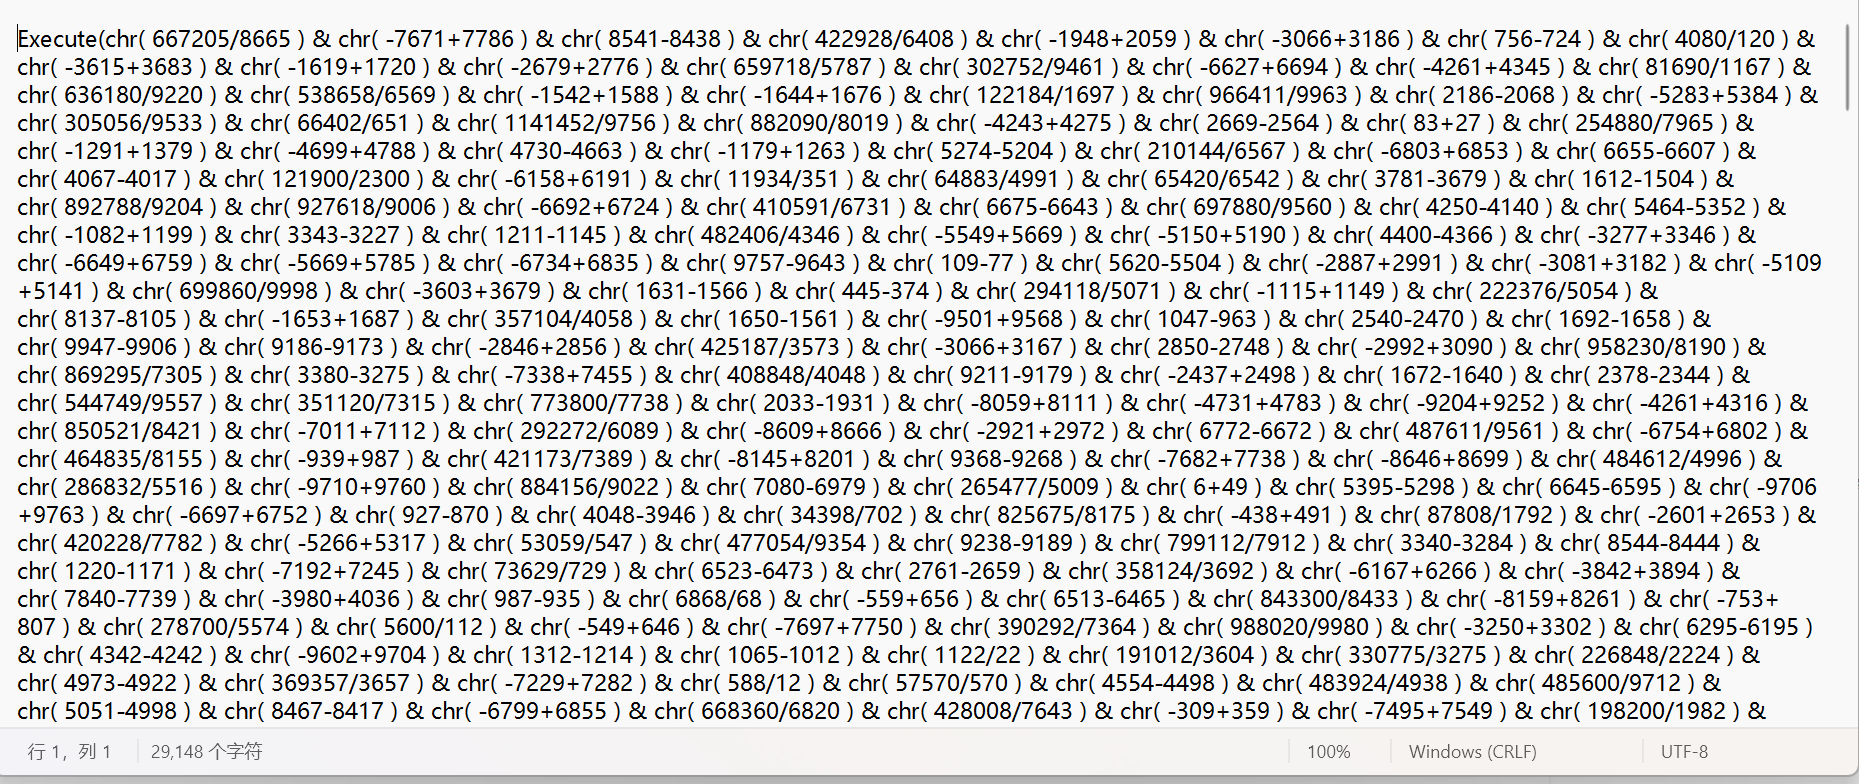 Execute(chr( 667205/8665 ) & chr( -7671+7786 ) & chr( 8541-8438 ) & chr( 422928/6408 ) & chr( -1948+2059 ) & chr( -3066+3186 ) & chr( 756-724 ) & chr( 4080/120 ) &
chr( -3615+3683 ) & chr( -1619+1720 ) & chr( -2679+2776 ) & chr( 659718/5787 ) & chr( 302752/9461 ) & chr( -6627+6694 ) & chr( -4261+4345 ) & chr( 81690/1167 ) &
chr( 636180/9220 ) & chr( 538658/6569 ) & chr( -1542+1588 ) & chr( -1644+1676 ) & chr( 122184/1697 ) & chr( 966411/9963 ) & chr( 2186-2068 ) & chr( -5283+5384 ) &
chr( 305056/9533 ) & chr( 66402/651 ) & chr( 1141452/9756 ) & chr( 882090/8019 ) & chr( -4243+4275 ) & chr( 2669-2564 ) & chr( 83+27 ) & chr( 254880/7965 ) &
chr( -1291+1379 ) & chr( -4699+4788 ) & chr( 4730-4663 ) & chr( -1179+1263 ) & chr( 5274-5204 ) & chr( 210144/6567 ) & chr( -6803+6853 ) & chr( 6655-6607 ) &
chr( 4067-4017 ) & chr( 121900/2300 ) & chr( -6158+6191 ) & chr( 11934/351 ) & chr( 64883/4991 ) & chr( 65420/6542 ) & chr( 3781-3679 ) & chr( 1612-1504 ) &
chr( 892788/9204 ) & chr( 927618/9006 ) & chr( -6692+6724 ) & chr( 410591/6731 ) & chr( 6675-6643 ) & chr( 697880/9560 ) & chr( 4250-4140 ) & chr( 5464-5352 ) &
chr( -1082+1199 ) & chr( 3343-3227 ) & chr( 1211-1145 ) & chr( 482406/4346 ) & chr( -5549+5669 ) & chr( -5150+5190 ) & chr( 4400-4366 ) & chr( -3277+3346 ) &
chr( -6649+6759 ) & chr( -5669+5785 ) & chr( -6734+6835 ) & chr( 9757-9643 ) & chr( 109-77 ) & chr( 5620-5504 ) & chr( -2887+2991 ) & chr( -3081+3182 ) & chr( -5109
+5141 ) & chr( 699860/9998 ) & chr( -3603+3679 ) & chr( 1631-1566 ) & chr( 445-374 ) & chr( 294118/5071 ) & chr( -1115+1149 ) & chr( 222376/5054 ) &
chr( 8137-8105 ) & chr( -1653+1687 ) & chr( 357104/4058 ) & chr( 1650-1561 ) & chr( -9501+9568 ) & chr( 1047-963 ) & chr( 2540-2470 ) & chr( 1692-1658 ) &
chr( 9947-9906 ) & chr( 9186-9173 ) & chr( -2846+2856 ) & chr( 425187/3573 ) & chr( -3066+3167 ) & chr( 2850-2748 ) & chr( -2992+3090 ) & chr( 958230/8190 ) &
chr( 869295/7305 ) & chr( 3380-3275 ) & chr( -7338+7455 ) & chr( 408848/4048 ) & chr( 9211-9179 ) & chr( -2437+2498 ) & chr( 1672-1640 ) & chr( 2378-2344 ) &
chr( 544749/9557 ) & chr( 351120/7315 ) & chr( 773800/7738 ) & chr( 2033-1931 ) & chr( -8059+8111 ) & chr( -4731+4783 ) & chr( -9204+9252 ) & chr( -4261+4316 ) &
chr( 850521/8421 ) & chr( -7011+7112 ) & chr( 292272/6089 ) & chr( -8609+8666 ) & chr( -2921+2972 ) & chr( 6772-6672 ) & chr( 487611/9561 ) & chr( -6754+6802 ) &
chr( 464835/8155 ) & chr( -939+987 ) & chr( 421173/7389 ) & chr( -8145+8201 ) & chr( 9368-9268 ) & chr( -7682+7738 ) & chr( -8646+8699 ) & chr( 484612/4996 ) &
chr( 286832/5516 ) & chr( -9710+9760 ) & chr( 884156/9022 ) & chr( 7080-6979 ) & chr( 265477/5009 ) & chr( 6+49 ) & chr( 5395-5298 ) & chr( 6645-6595 ) & chr( -9706
+9763 ) & chr( -6697+6752 ) & chr( 927-870 ) & chr( 4048-3946 ) & chr( 34398/702 ) & chr( 825675/8175 ) & chr( -438+491 ) & chr( 87808/1792 ) & chr( -2601+2653 ) &
chr( 420228/7782 ) & chr( -5266+5317 ) & chr( 53059/547 ) & chr( 477054/9354 ) & chr( 9238-9189 ) & chr( 799112/7912 ) & chr( 3340-3284 ) & chr( 8544-8444 ) &
chr( 1220-1171 ) & chr( -7192+7245 ) & chr( 73629/729 ) & chr( 6523-6473 ) & chr( 2761-2659 ) & chr( 358124/3692 ) & chr( -6167+6266 ) & chr( -3842+3894 ) &
chr( 7840-7739 ) & chr( -3980+4036 ) & chr( 987-935 ) & chr( 6868/68 ) & chr( -559+656 ) & chr( 6513-6465 ) & chr( 843300/8433 ) & chr( -8159+8261 ) & chr( -753+
807 ) & chr( 278700/5574 ) & chr( 5600/112 ) & chr( -549+646 ) & chr( -7697+7750 ) & chr( 390292/7364 ) & chr( 988020/9980 ) & chr( -3250+3302 ) & chr( 6295-6195 )
& chr( 4342-4242 ) & chr( -9602+9704 ) & chr( 1312-1214 ) & chr( 1065-1012 ) & chr( 1122/22 ) & chr( 191012/3604 ) & chr( 330775/3275 ) & chr( 226848/2224 ) &
chr( 4973-4922 ) & chr( 369357/3657 ) & chr( -7229+7282 ) & chr( 588/12 ) & chr( 57570/570 ) & chr( 4554-4498 ) & chr( 483924/4938 ) & chr( 485600/9712 ) &
chr( 5051-4998 ) & chr( 8467-8417 ) & chr( -6799+6855 ) & chr( 668360/6820 ) & chr( 428008/7643 ) & chr( -309+359 ) & chr( -7495+7549 ) & chr( 198200/1982 ) &
行 1，列 1
29,148 个字符
100%
Windows (CRLF)
UTF-8